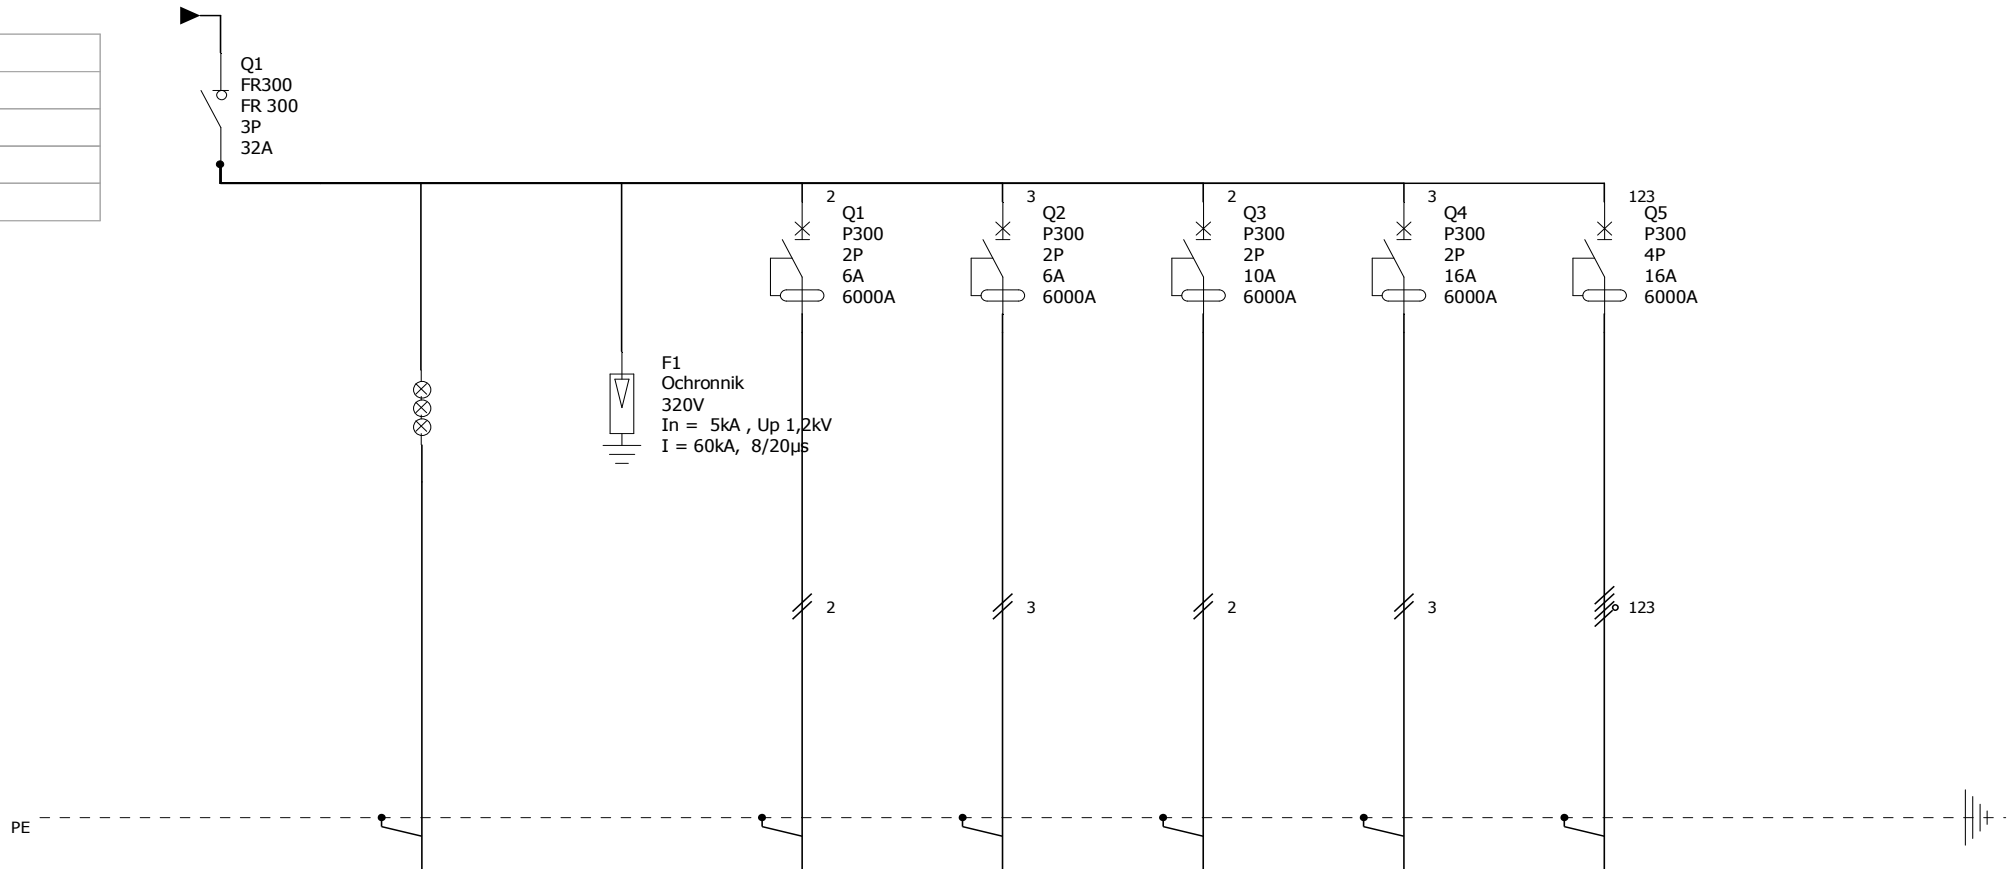 Q1
FR300
FR 300
3P
32A
2
Q1
P300
2P
6A
6000A
3
Q2
P300
2P
6A
6000A
2
Q3
P300
2P
10A
6000A
3
Q4
P300
2P
16A
6000A
123
Q5
P300
4P
16A
6000A
F1
Ochronnik
320V
In =  5kA , Up 1,2kV
I = 60kA,  8/20µs
2
3
2
3
123
PE